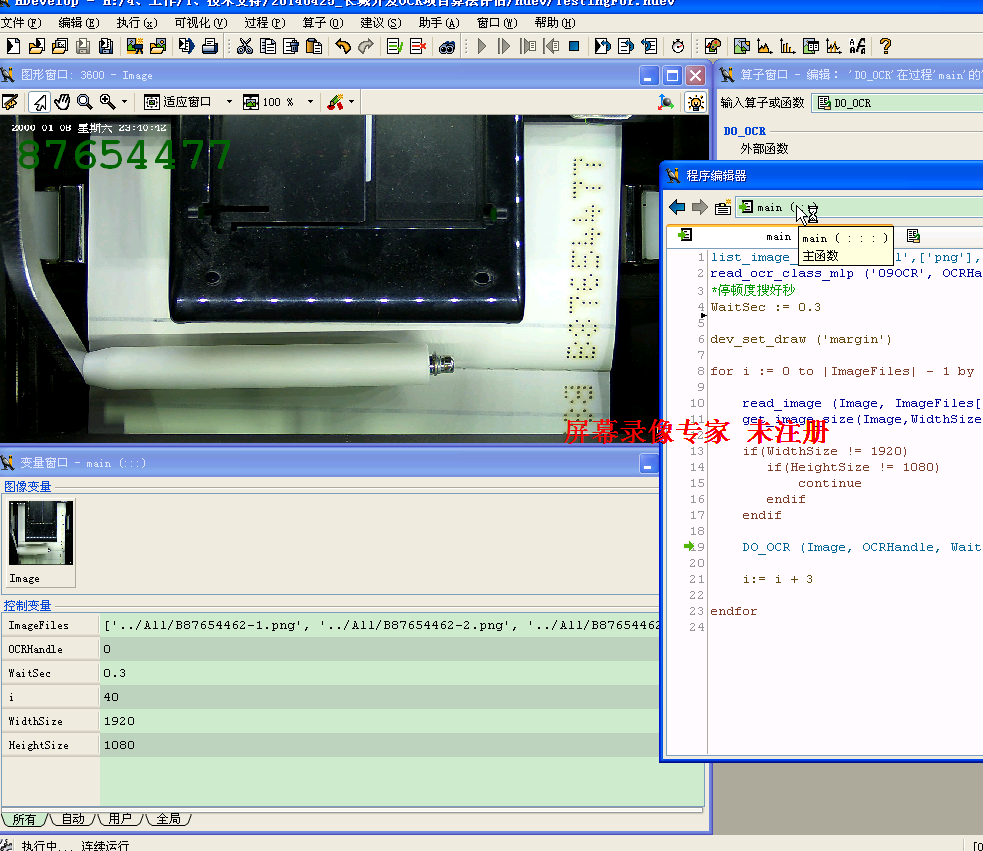 HDevelop - H:/4、工作/1、技术支持/20140425_长城开发OCR项目算法评估/hdev/TestingFor.hdev
文件(F) 编辑(E) 执行(x) 可视化(V) 过程(P) 算子(O) 建议(S) 助手(A) 窗口(W) 帮助(H)
图形窗口: 3600 - Image
适应窗口 100 %
2000 01 08 星期六 23:40:42
87654477
算子窗口 - 编辑: 'DO_OCR'在过程'main'的
输入算子或函数 DO_OCR
DO_OCR
外部函数
程序编辑器
main
main
main ( : : : )
主函数
1 list_image_ l',['png'],
2 read_ocr_class_mlp ('O9OCR', OCRHa
3 *停顿度搜好秒
4 WaitSec := 0.3
5
6 dev_set_draw ('margin')
7
8 for i := 0 to |ImageFiles| - 1 by
9
10 read_image (Image, ImageFiles[
11 get_image_size(Image,WidthSize
屏幕录像专家 未注册
13 if(WidthSize != 1920)
14 if(HeightSize != 1080)
15 continue
16 endif
17 endif
18
19 DO_OCR (Image, OCRHandle, Wait
20
21 i:= i + 3
22
23 endfor
24
变量窗口 - main (:::)
图像变量
Image
控制变量
ImageFiles ['../All/B87654462-1.png', '../All/B87654462-2.png', '../All/B87654462
OCRHandle 0
WaitSec 0.3
i 40
WidthSize 1920
HeightSize 1080
所有 自动 用户 全局
执行中... 连续运行 [0